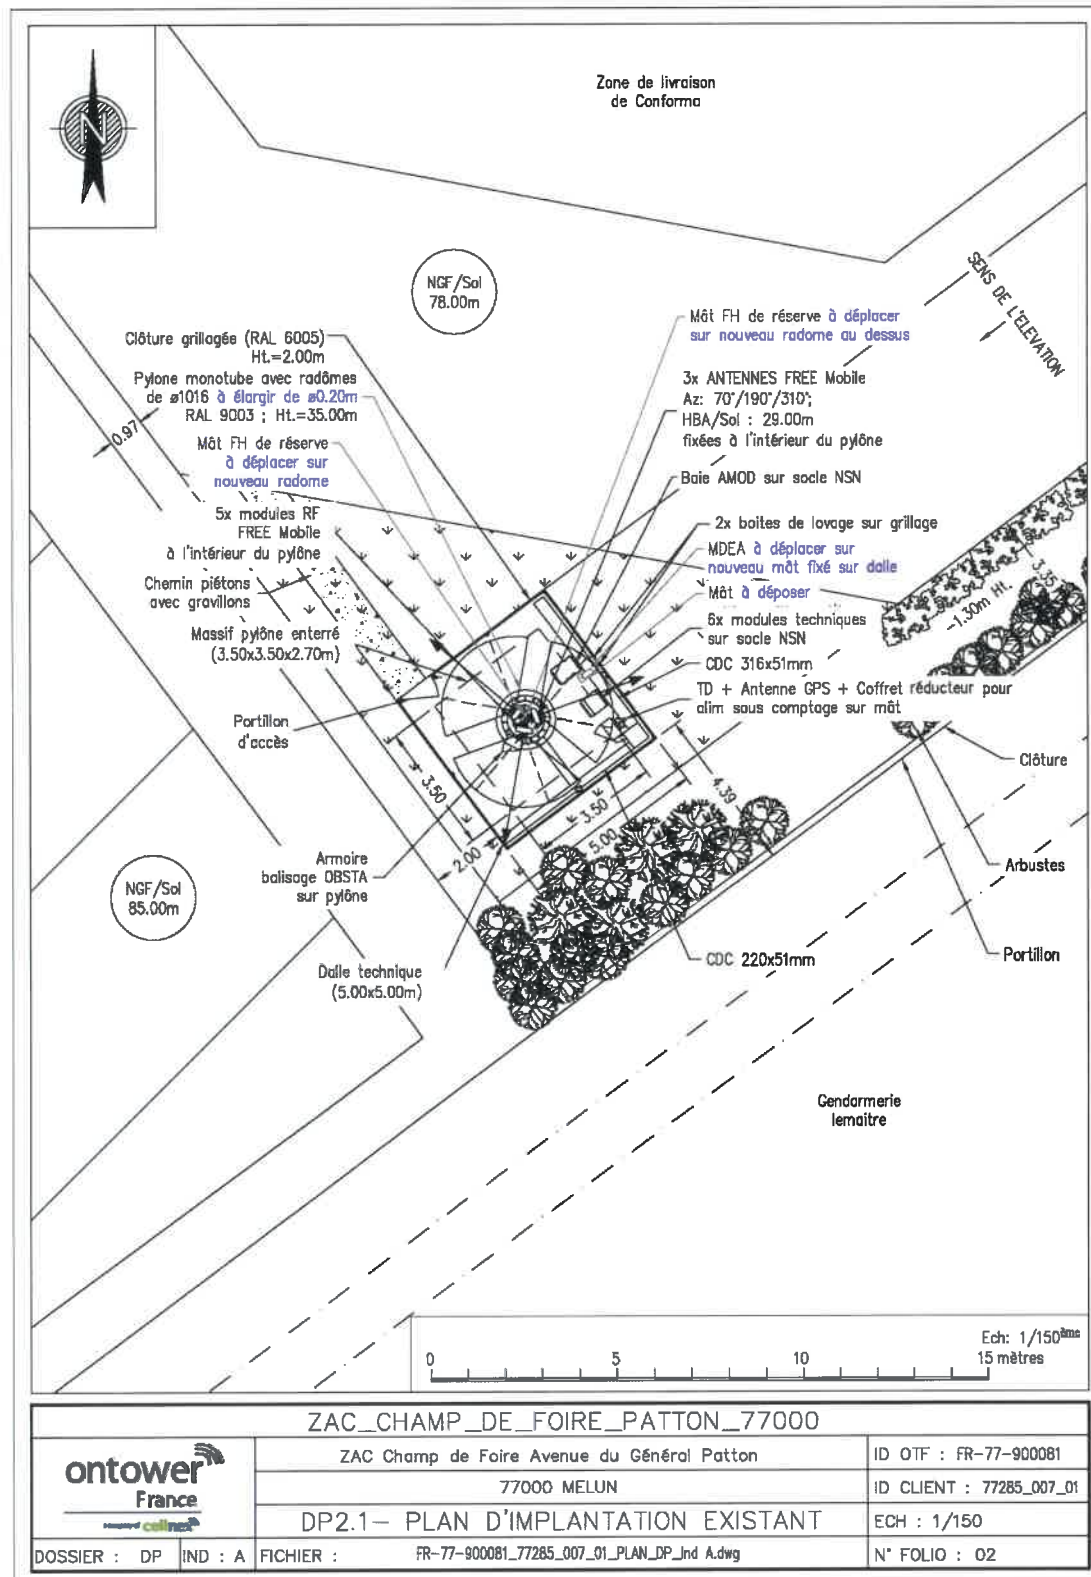 N
Zone de livraison
de Conforma
NGF/Sol
78.00m
SENS DE L'ELEVATION
Clôture grillagée (RAL 6005)
Ht.=2.00m
Pylone monotube avec radômes
de ø1016 à élargir de ø0.20m
RAL 9003 ; Ht.=35.00m
0.97
Mât FH de réserve
à déplacer sur
nouveau radome
5x modules RF
FREE Mobile
à l'intérieur du pylône
Chemin piétons
avec gravillons
Massif pylône enterré
(3.50x3.50x2.70m)
Portillon
d'accès
Mât FH de réserve à déplacer
sur nouveau radome au dessus
3x ANTENNES FREE Mobile
Az: 70°/190°/310°;
HBA/Sol : 29.00m
fixées à l'intérieur du pylône
Baie AMOD sur socle NSN
2x boites de lovage sur grillage
MDEA à déplacer sur
nouveau mât fixé sur dalle
Mât à déposer
6x modules techniques
sur socle NSN
CDC 316x51mm
TD + Antenne GPS + Coffret réducteur pour
alim sous comptage sur mât
3.35
~1.30m Ht.
Clôture
3.50
3.50
4.39
5.00
2.00
Arbustes
Portillon
Armoire
balisage OBSTA
sur pylône
NGF/Sol
85.00m
Dalle technique
(5.00x5.00m)
CDC 220x51mm
Gendarmerie
lemaitre
Ech: 1/150ème
0 5 10 15 mètres
ZAC_CHAMP_DE_FOIRE_PATTON_77000
ontower
France
cellnex
ZAC Champ de Foire Avenue du Général Patton
ID OTF : FR-77-900081
77000 MELUN
ID CLIENT : 77285_007_01
DP2.1- PLAN D'IMPLANTATION EXISTANT
ECH : 1/150
DOSSIER : DP
IND : A
FICHIER : FR-77-900081_77285_007_01_PLAN_DP_Ind A.dwg
N° FOLIO : 02